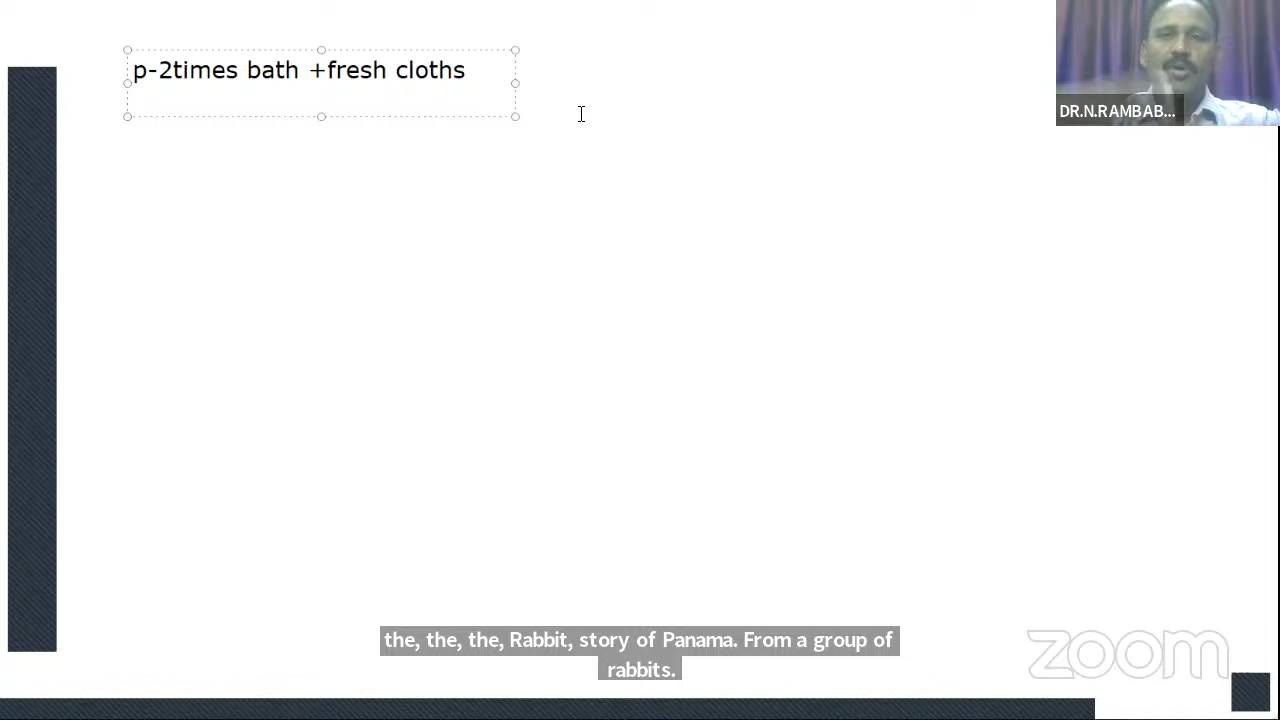 p-2times bath +fresh cloths
DR.N.RAMBAB...
the, the, the, Rabbit, story of Panama. From a group of
rabbits.
zoom